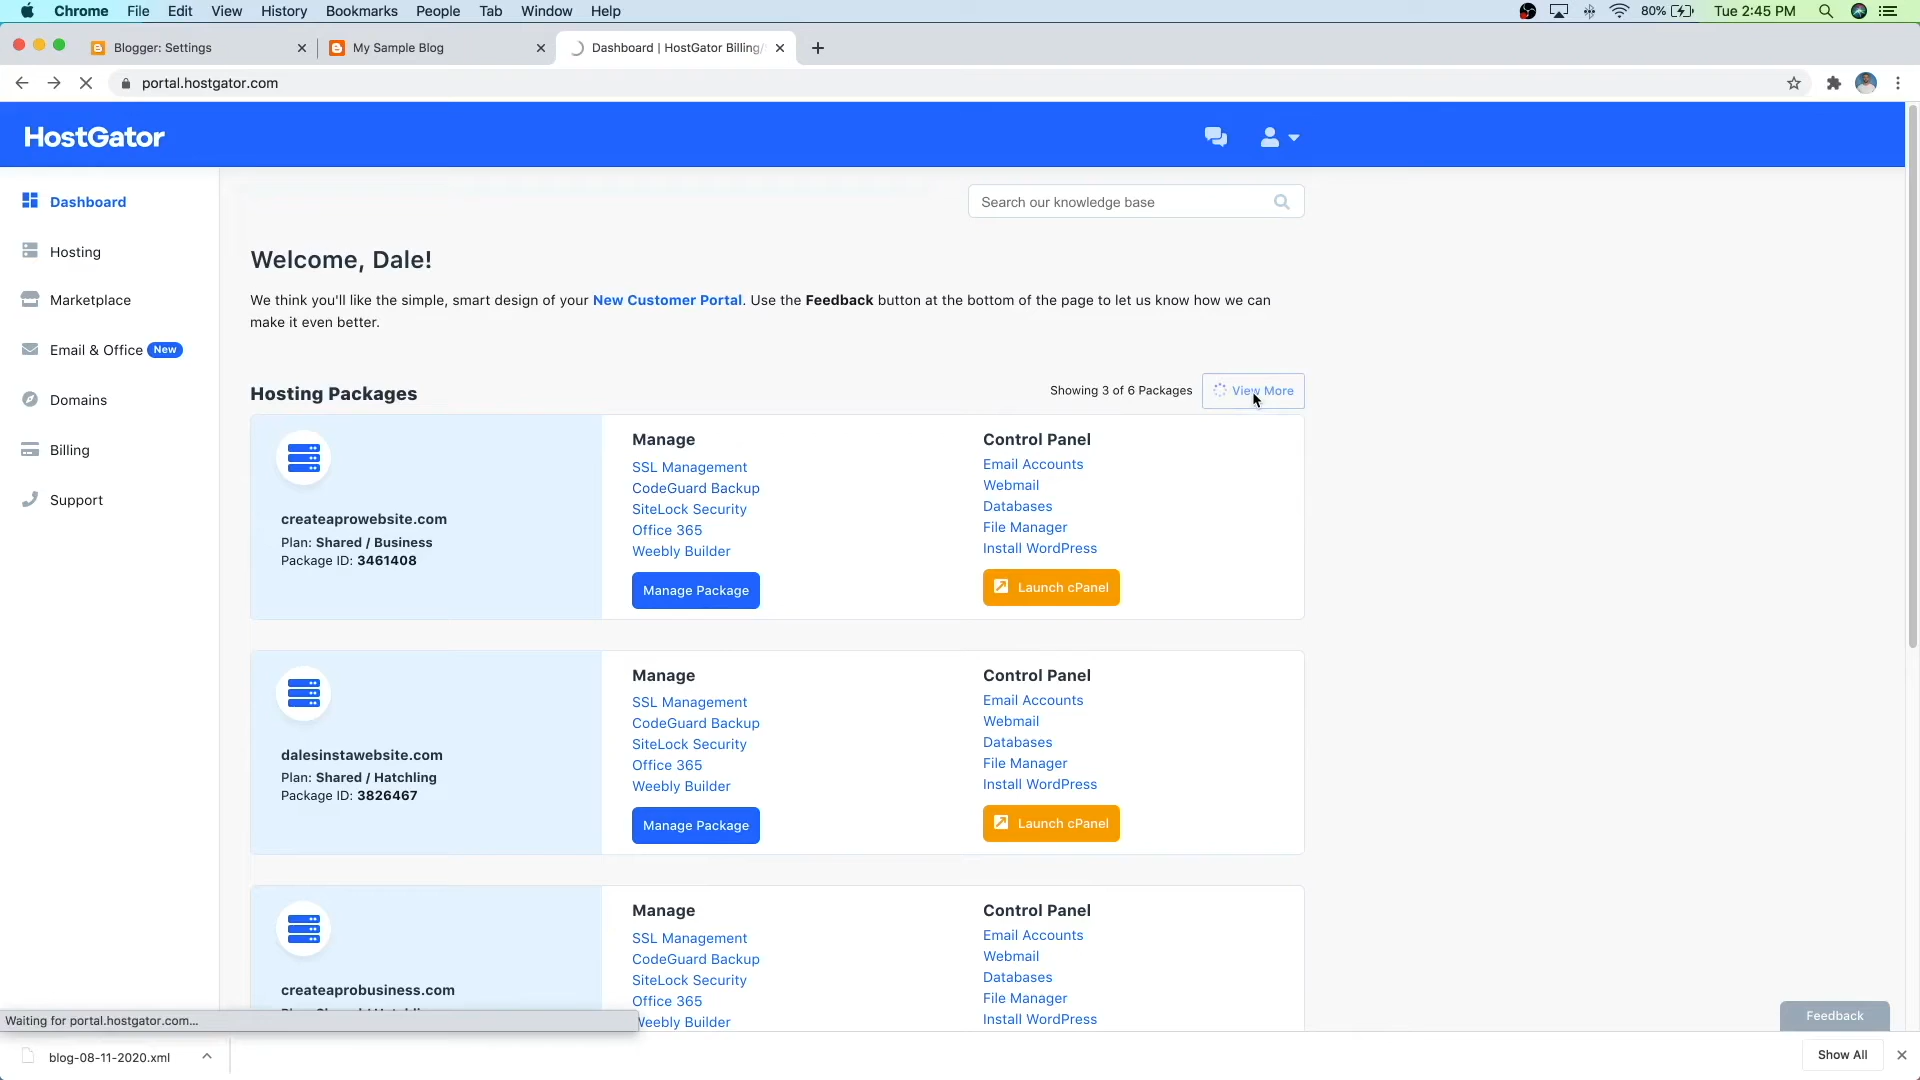 Chrome File Edit View History Bookmarks People Tab Window Help 80% Tue 2:45 PM
Blogger: Settings My Sample Blog Dashboard | HostGator Billing/
portal.hostgator.com
HostGator
Search our knowledge base
Dashboard
Hosting
Marketplace
Email & Office New
Domains
Billing
Support
Welcome, Dale!
We think you'll like the simple, smart design of your New Customer Portal. Use the Feedback button at the bottom of the page to let us know how we can
make it even better.
Hosting Packages Showing 3 of 6 Packages View More
createaprowebsite.com
Plan: Shared / Business
Package ID: 3461408
Manage
SSL Management
CodeGuard Backup
SiteLock Security
Office 365
Weebly Builder
Manage Package
Control Panel
Email Accounts
Webmail
Databases
File Manager
Install WordPress
Launch cPanel
dalesinstawebsite.com
Plan: Shared / Hatchling
Package ID: 3826467
Manage
SSL Management
CodeGuard Backup
SiteLock Security
Office 365
Weebly Builder
Manage Package
Control Panel
Email Accounts
Webmail
Databases
File Manager
Install WordPress
Launch cPanel
createaprobusiness.com
Manage
SSL Management
CodeGuard Backup
SiteLock Security
Office 365
Weebly Builder
Control Panel
Email Accounts
Webmail
Databases
File Manager
Install WordPress
Feedback
Waiting for portal.hostgator.com...
blog-08-11-2020.xml Show All